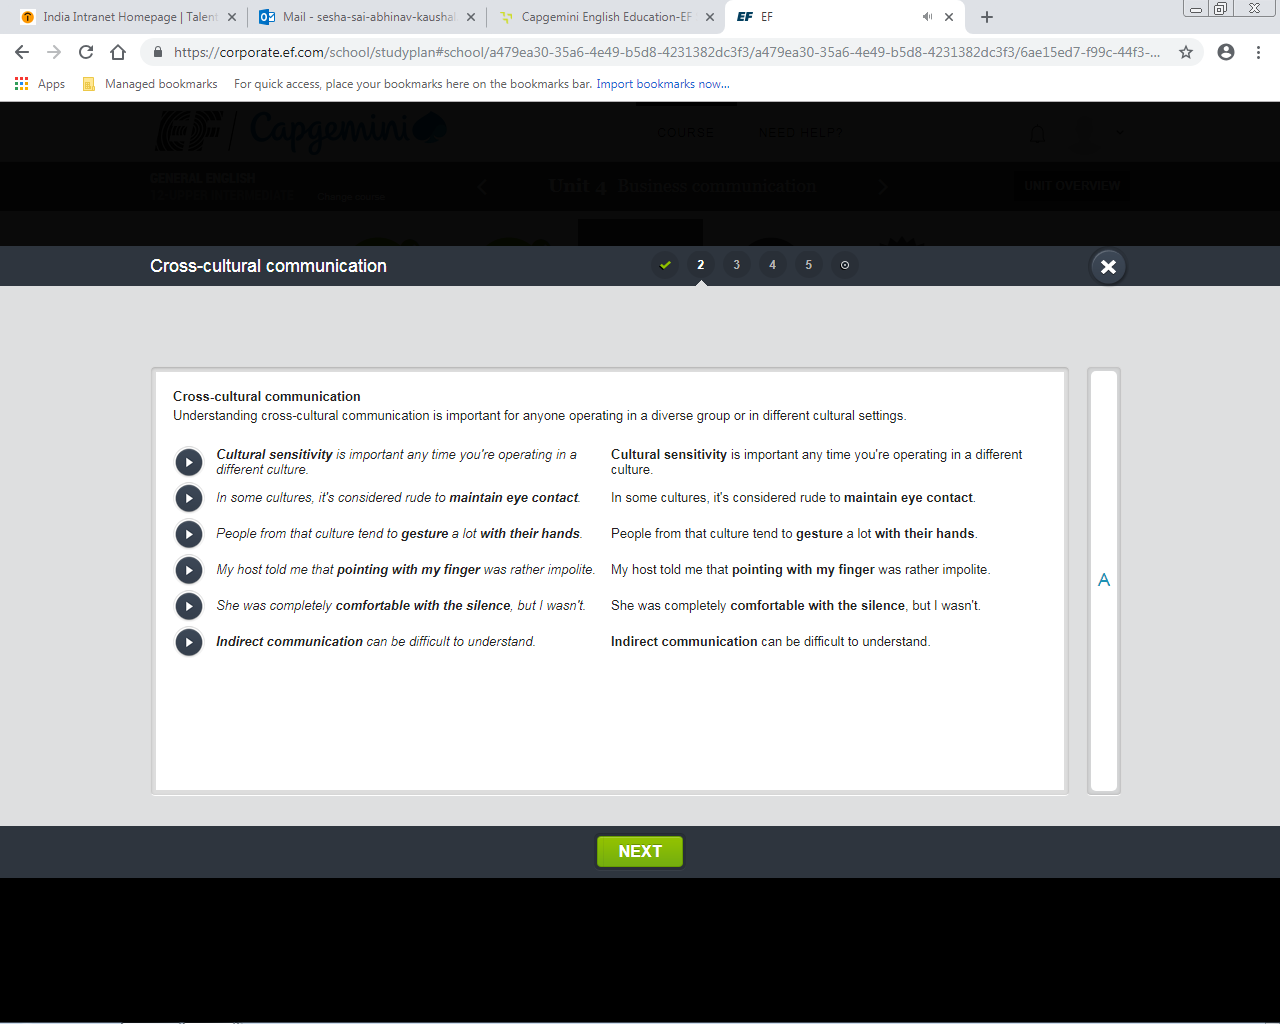 India Intranet Homepage | Talent
Mail - sesha-sai-abhinav-kaushal
Capgemini English Education-EF
EF EF
https://corporate.ef.com/school/studyplan#school/a479ea30-35a6-4e49-b5d8-4231382dc3f3/a479ea30-35a6-4e49-b5d8-4231382dc3f3/6ae15ed7-f99c-44f3-...
Apps Managed bookmarks For quick access, place your bookmarks here on the bookmarks bar. Import bookmarks now...
EF Capgemini COURSE NEED HELP?
GENERAL ENGLISH
Unit 4 Business communication UNIT OVERVIEW
Change course
Cross-cultural communication 2 3 4 5
Cross-cultural communication
Understanding cross-cultural communication is important for anyone operating in a diverse group or in different cultural settings.
Cultural sensitivity is important any time you're operating in a
different culture.
Cultural sensitivity is important any time you're operating in a different
culture.
In some cultures, it's considered rude to maintain eye contact.
In some cultures, it's considered rude to maintain eye contact.
People from that culture tend to gesture a lot with their hands.
People from that culture tend to gesture a lot with their hands.
My host told me that pointing with my finger was rather impolite.
My host told me that pointing with my finger was rather impolite.
She was completely comfortable with the silence, but I wasn't.
She was completely comfortable with the silence, but I wasn't.
Indirect communication can be difficult to understand.
Indirect communication can be difficult to understand.
A
NEXT